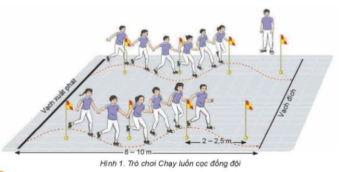 Vạch xuất phát
Vạch đích
2 – 2,5 m
8 – 10 m
Hình 1. Trò chơi Chạy luồn cọc đồng đội